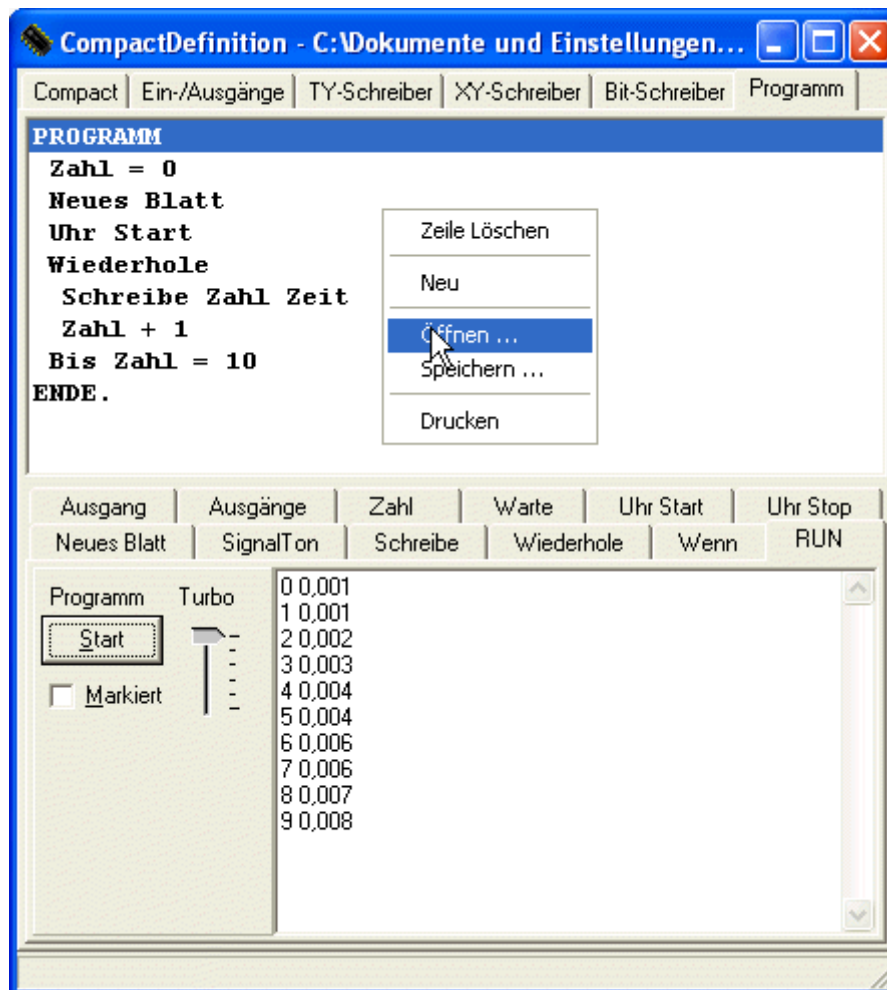 CompactDefinition - C:\Dokumente und Einstellungen...
Compact Ein-/Ausgänge TY-Schreiber XY-Schreiber Bit-Schreiber Programm
PROGRAMM
Zahl = 0
Neues Blatt
Uhr Start
Wiederhole
Schreibe Zahl Zeit
Zahl + 1
Bis Zahl = 10
ENDE.
Zeile Löschen
Neu
Öffnen ...
Speichern ...
Drucken
Ausgang Ausgänge Zahl Warte Uhr Start Uhr Stop
Neues Blatt SignalTon Schreibe Wiederhole Wenn RUN
Programm Turbo
Start
Markiert
0 0,001
1 0,001
2 0,002
3 0,003
4 0,004
5 0,004
6 0,006
7 0,006
8 0,007
9 0,008